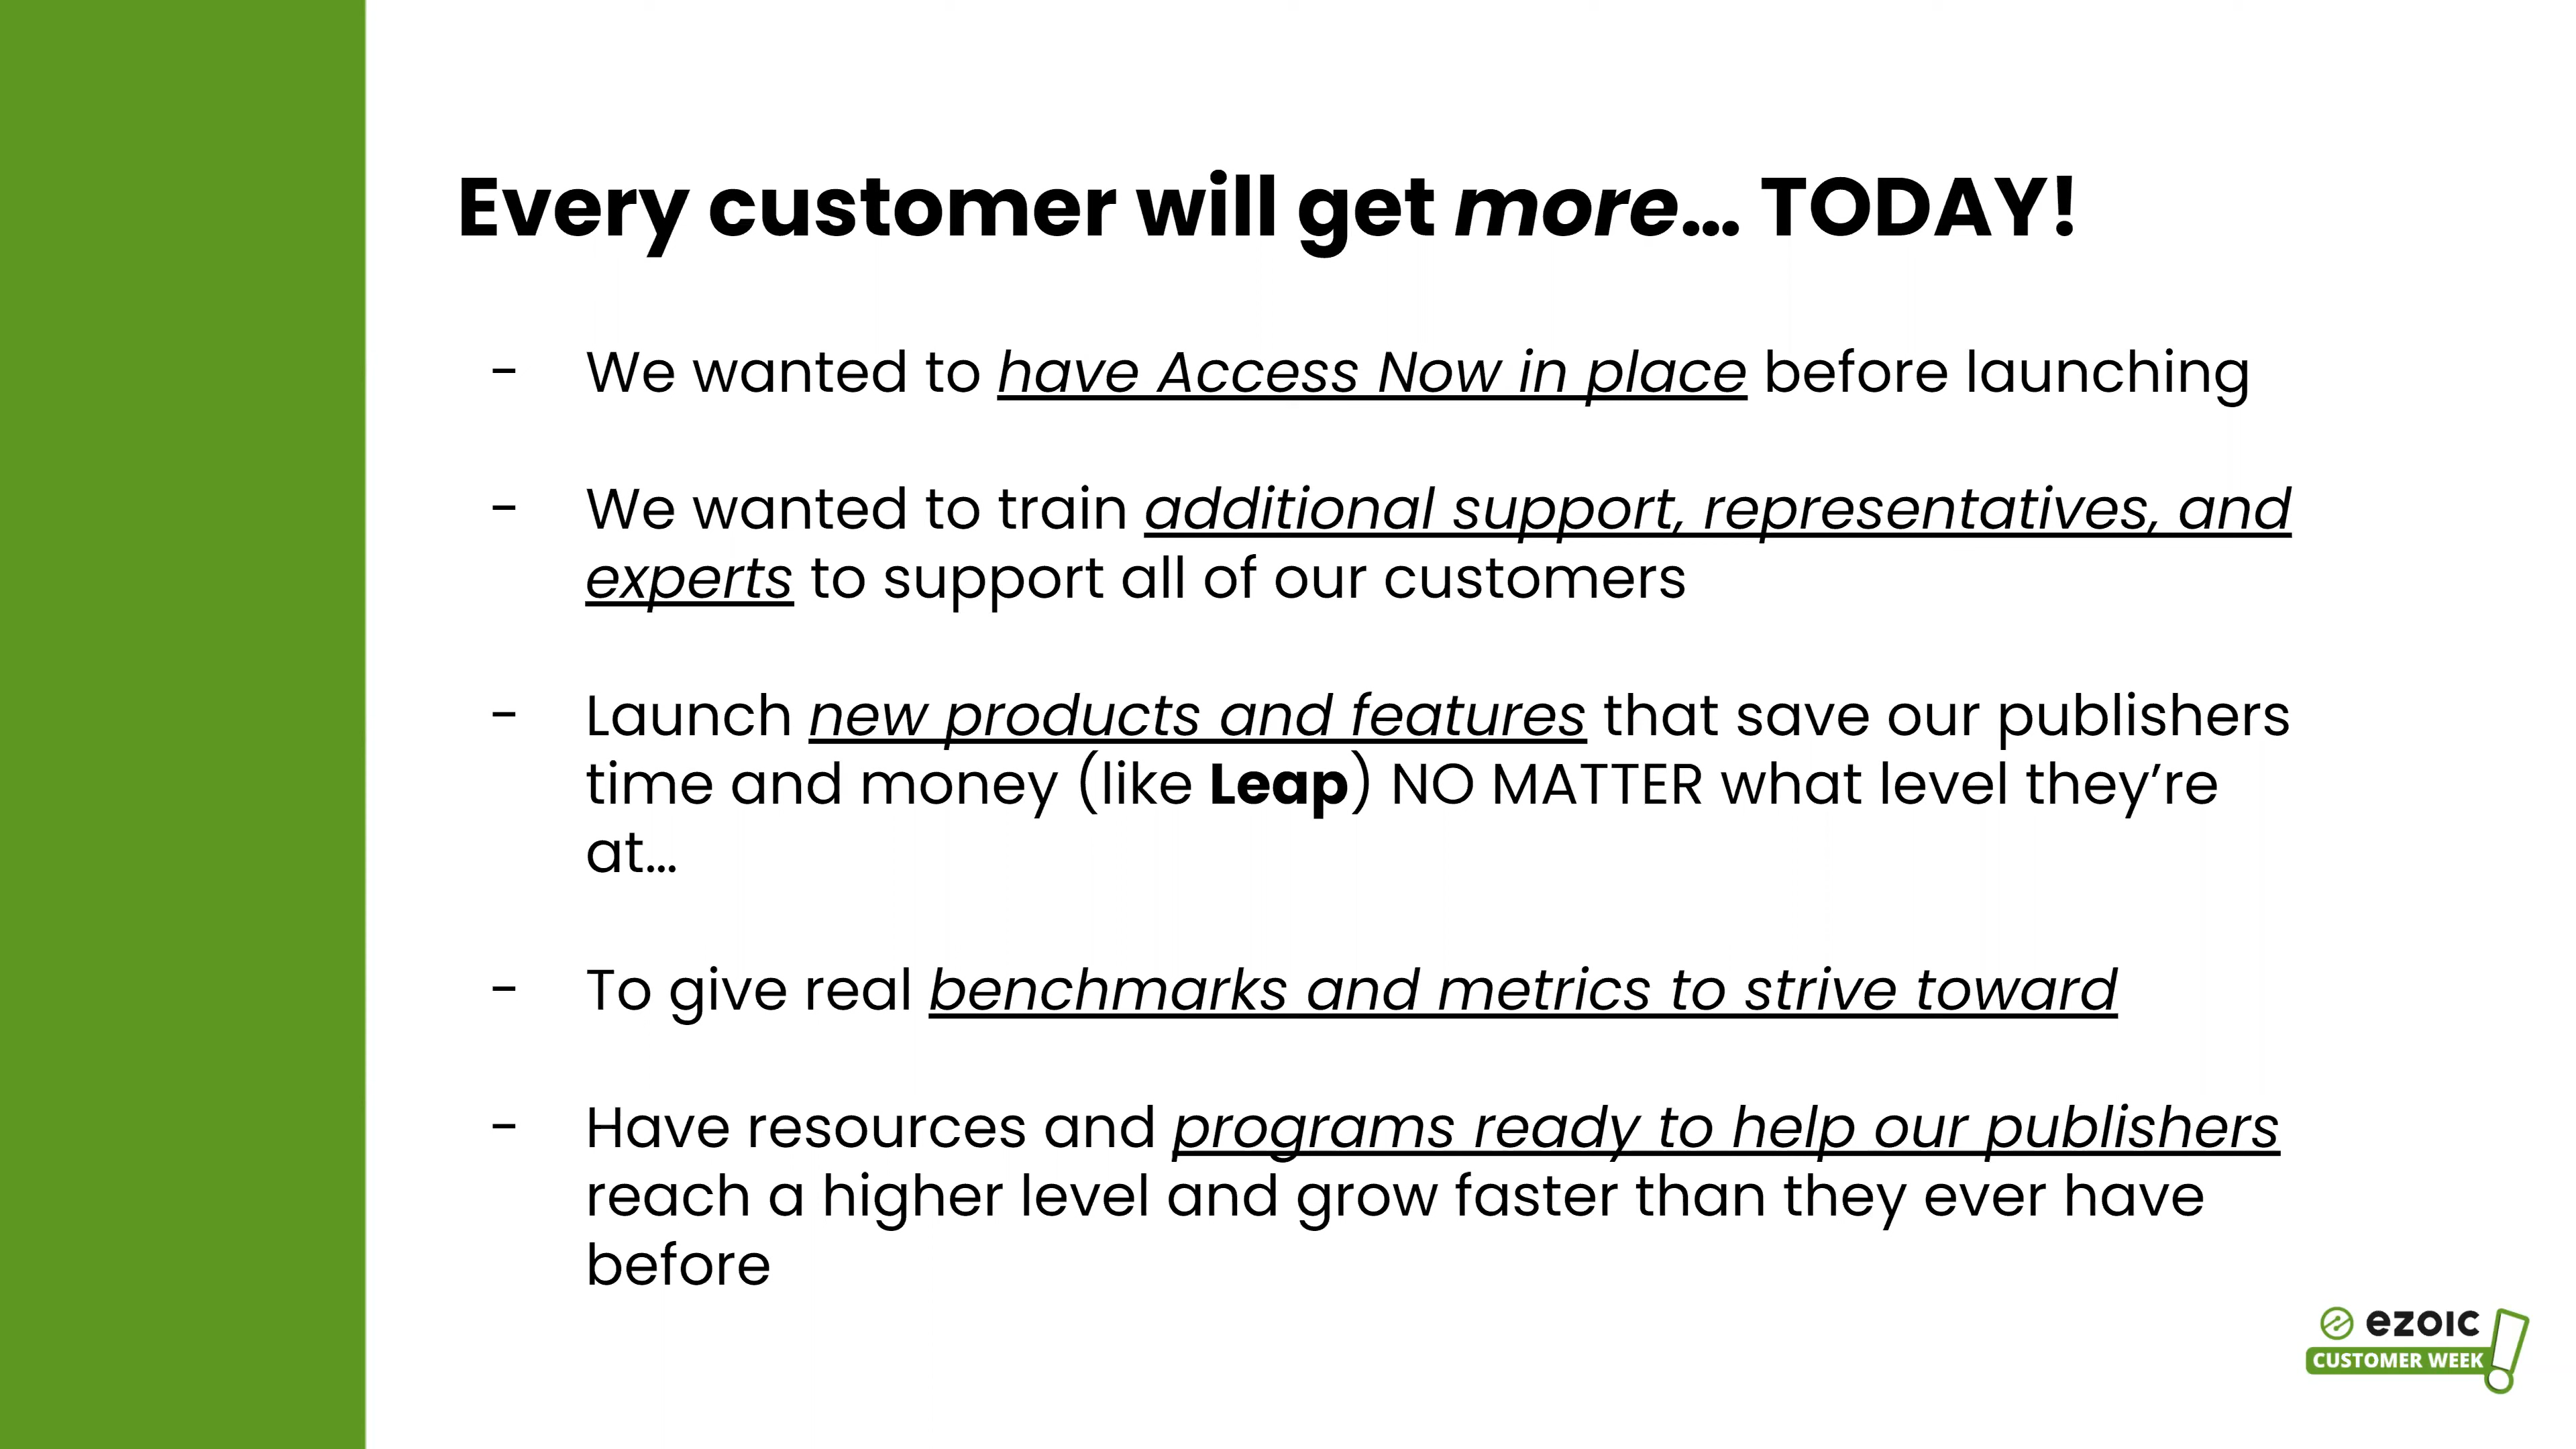 Every customer will get more... TODAY!
- We wanted to have Access Now in place before launching
- We wanted to train additional support, representatives, and
experts to support all of our customers
- Launch new products and features that save our publishers
time and money (like Leap) NO MATTER what level they’re
at...
- To give real benchmarks and metrics to strive toward
- Have resources and programs ready to help our publishers
reach a higher level and grow faster than they ever have
before
ezoic
CUSTOMER WEEK